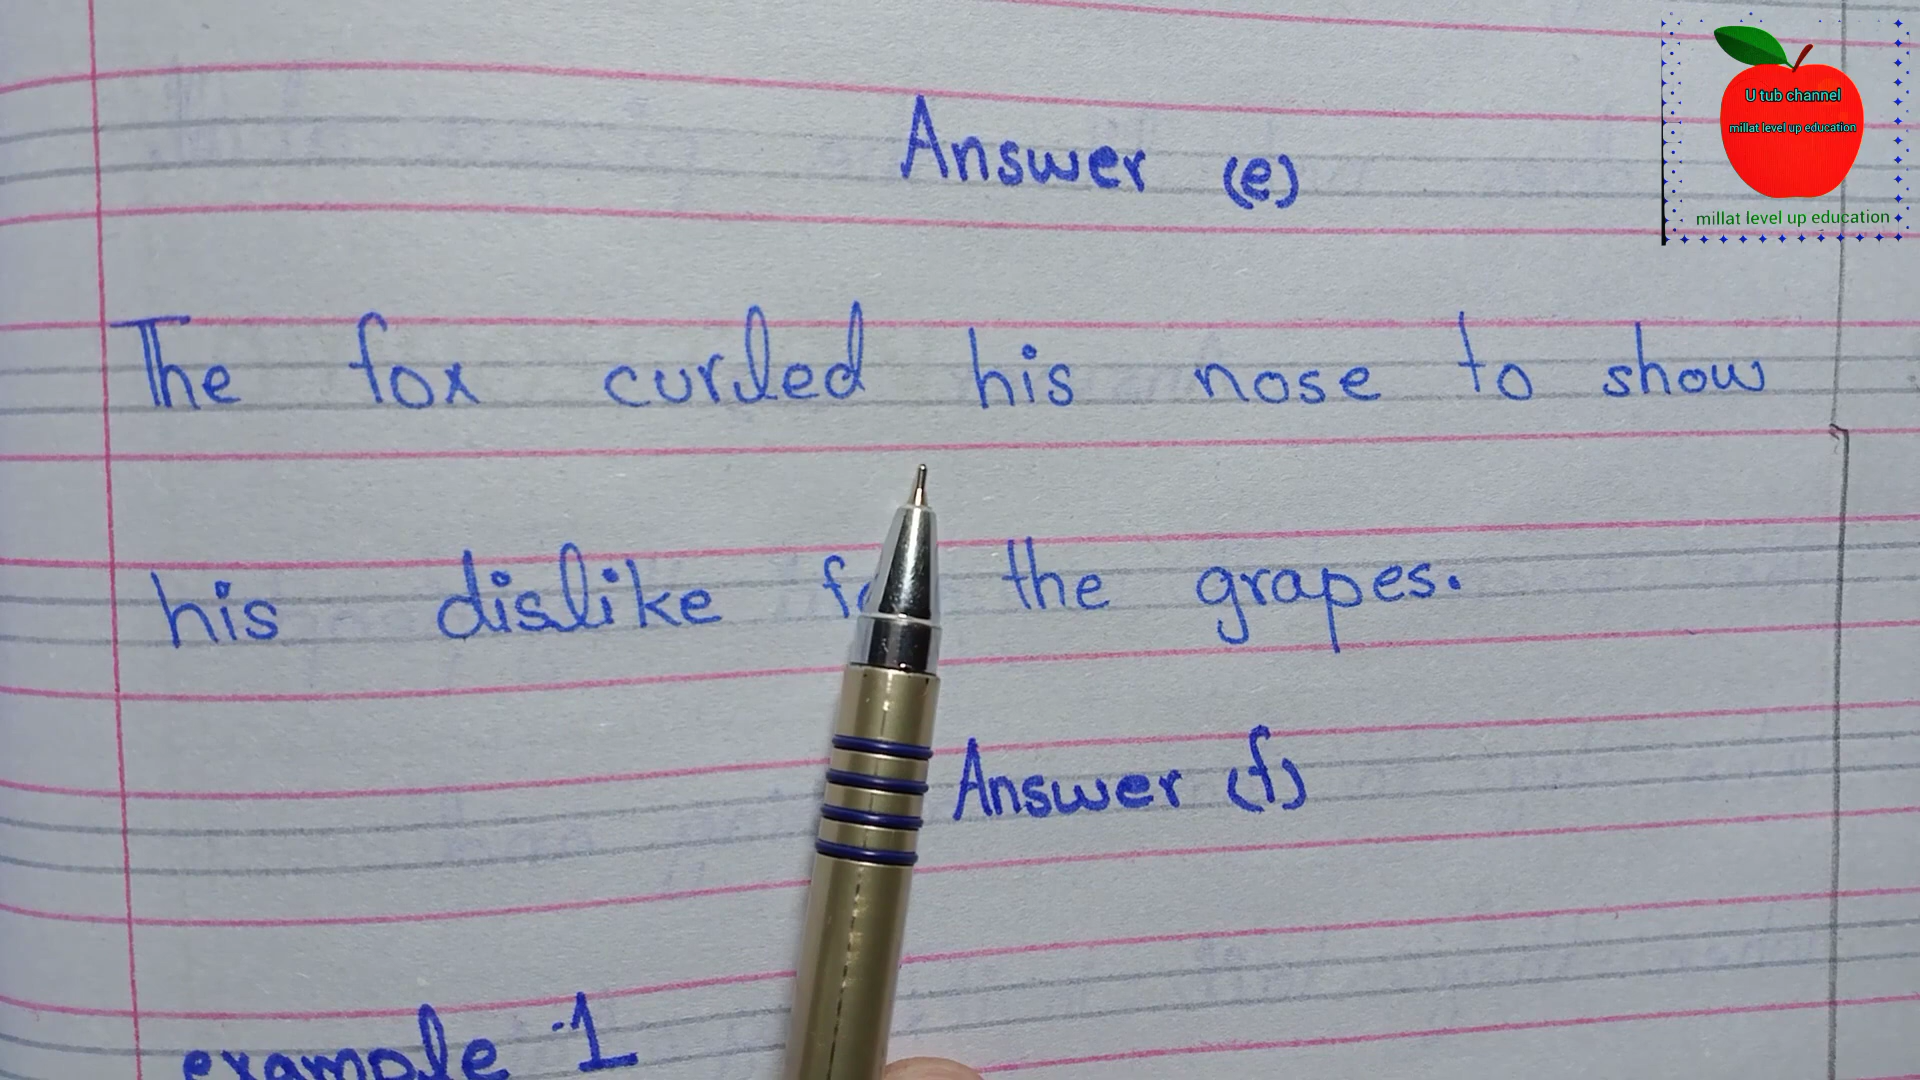 U tub channel
millat level up education
millat level up education
Answer (e)
The fox curled his nose to show
his dislike the grapes.
Answer (f)
example 1